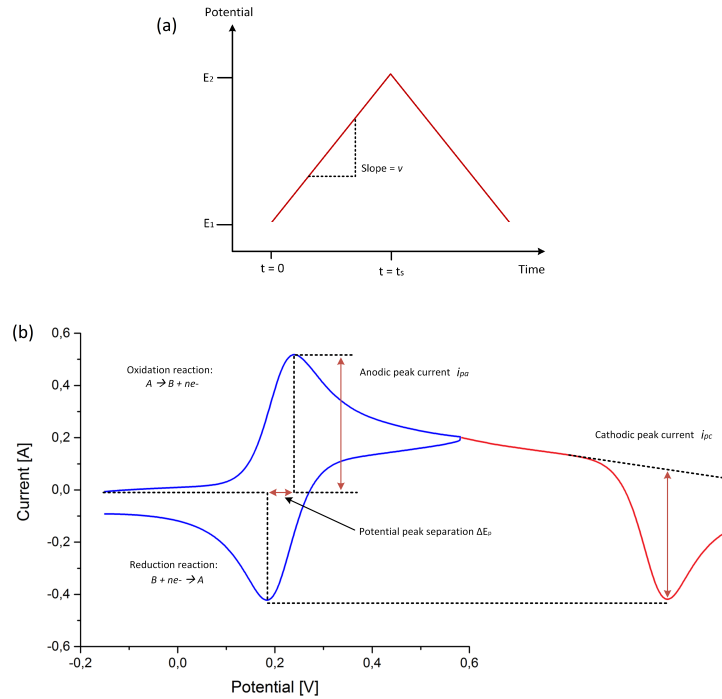 (a)
Potential
E₂
Slope = v
E₁
t = 0
t = tₛ
Time
(b)
0,6
0,4
0,2
0,0
-0,2
-0,4
-0,6
Current [A]
Oxidation reaction:
A → B + ne-
Anodic peak current iₚₐ
Cathodic peak current iₚ꜀
Potential peak separation ΔEₚ
Reduction reaction:
B + ne- → A
-0,2
0,0
0,2
0,4
0,6
Potential [V]